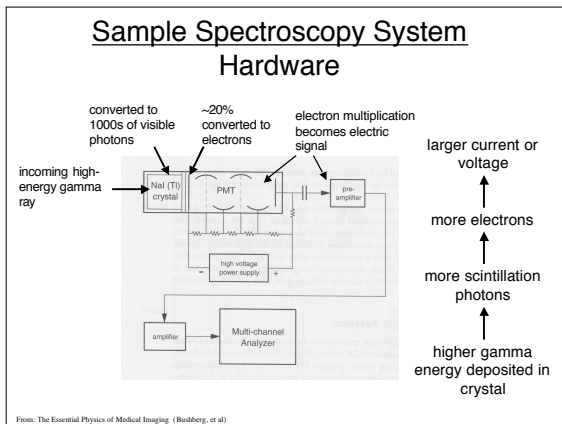 Sample Spectroscopy System
Hardware
converted to
1000s of visible
photons
~20%
converted to
electrons
electron multiplication
becomes electric
signal
incoming high-
energy gamma
ray
NaI (Tl)
crystal
PMT
pre-
amplifier
high voltage
power supply
−
+
amplifier
Multi-channel
Analyzer
larger current or
voltage
more electrons
more scintillation
photons
higher gamma
energy deposited in
crystal
From: The Essential Physics of Medical Imaging (Bushberg, et al)